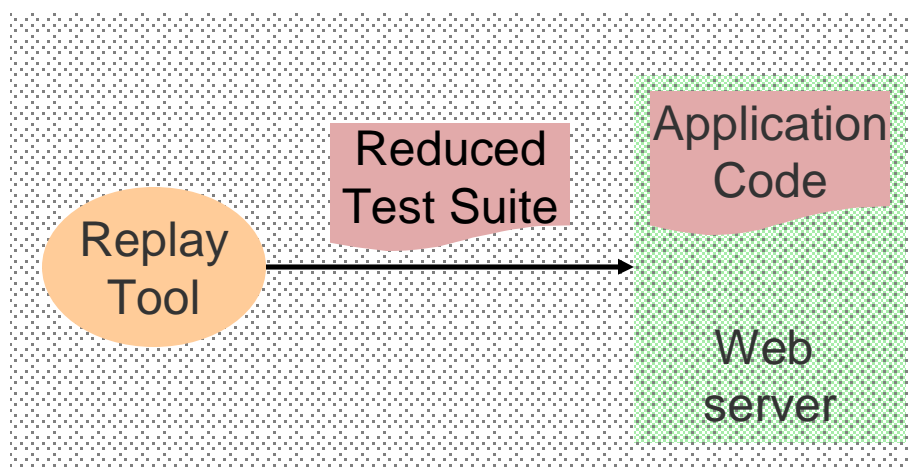 Replay
Tool
Reduced
Test Suite
Application
Code
Web
server